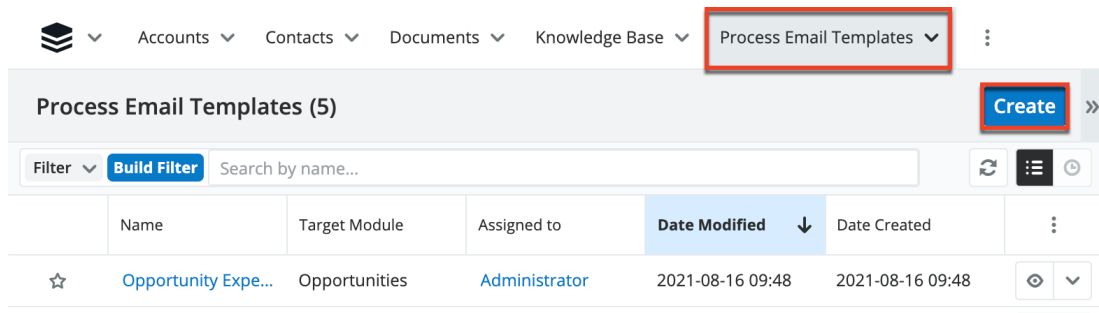 Accounts Contacts Documents Knowledge Base Process Email Templates
Process Email Templates (5) Create
Filter Build Filter Search by name...
Name Target Module Assigned to Date Modified Date Created
Opportunity Expe... Opportunities Administrator 2021-08-16 09:48 2021-08-16 09:48